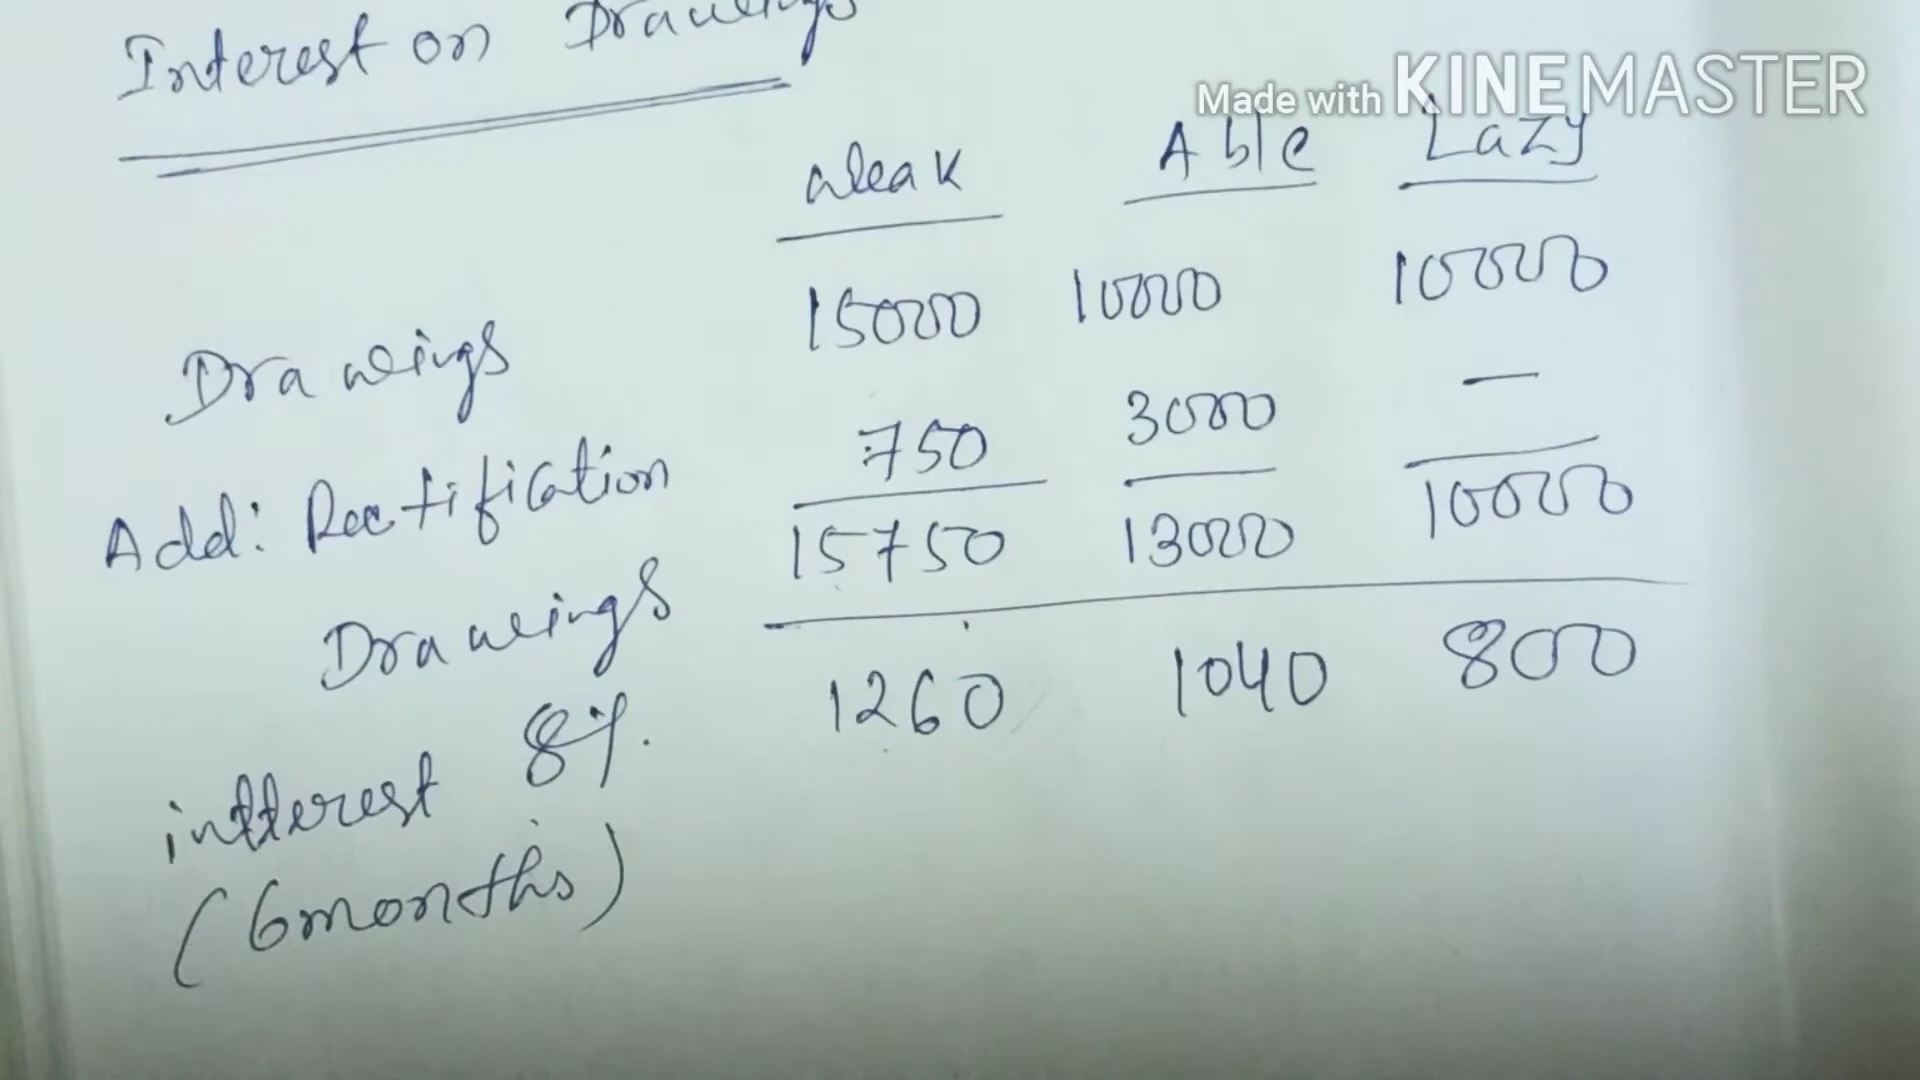 Interest on Drawings
Made with KINEMASTER
Weak Able Lazy
Drawings 15000 10000 10000
Add: Rectification 750 3000 —
Drawings 15750 13000 10000
intterest 8% 1260 1040 800
(6months)